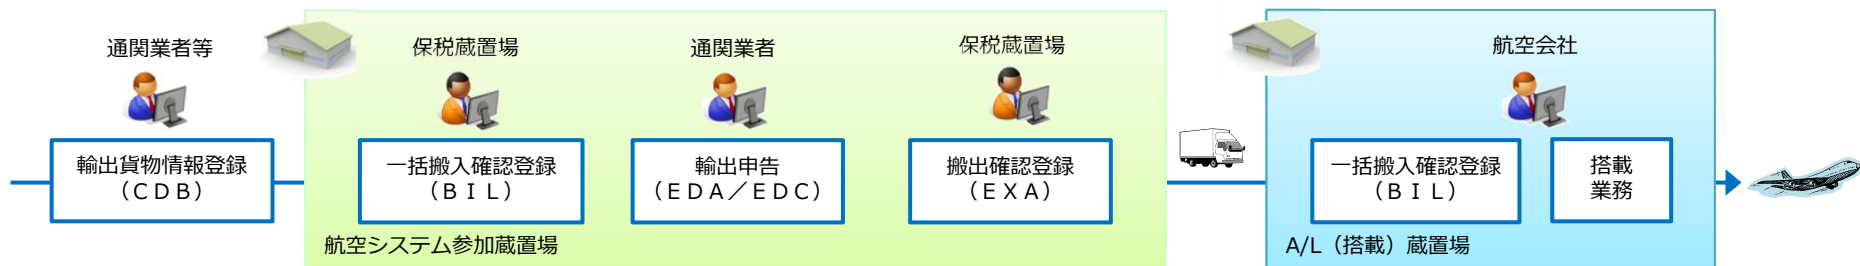 通関業者等
保税蔵置場
通関業者
保税蔵置場
航空会社
輸出貨物情報登録
（ＣＤＢ）
一括搬入確認登録
（ＢＩＬ）
輸出申告
（ＥＤＡ／ＥＤＣ）
搬出確認登録
（ＥＸＡ）
一括搬入確認登録
（ＢＩＬ）
搭載
業務
航空システム参加蔵置場
A/L（搭載）蔵置場